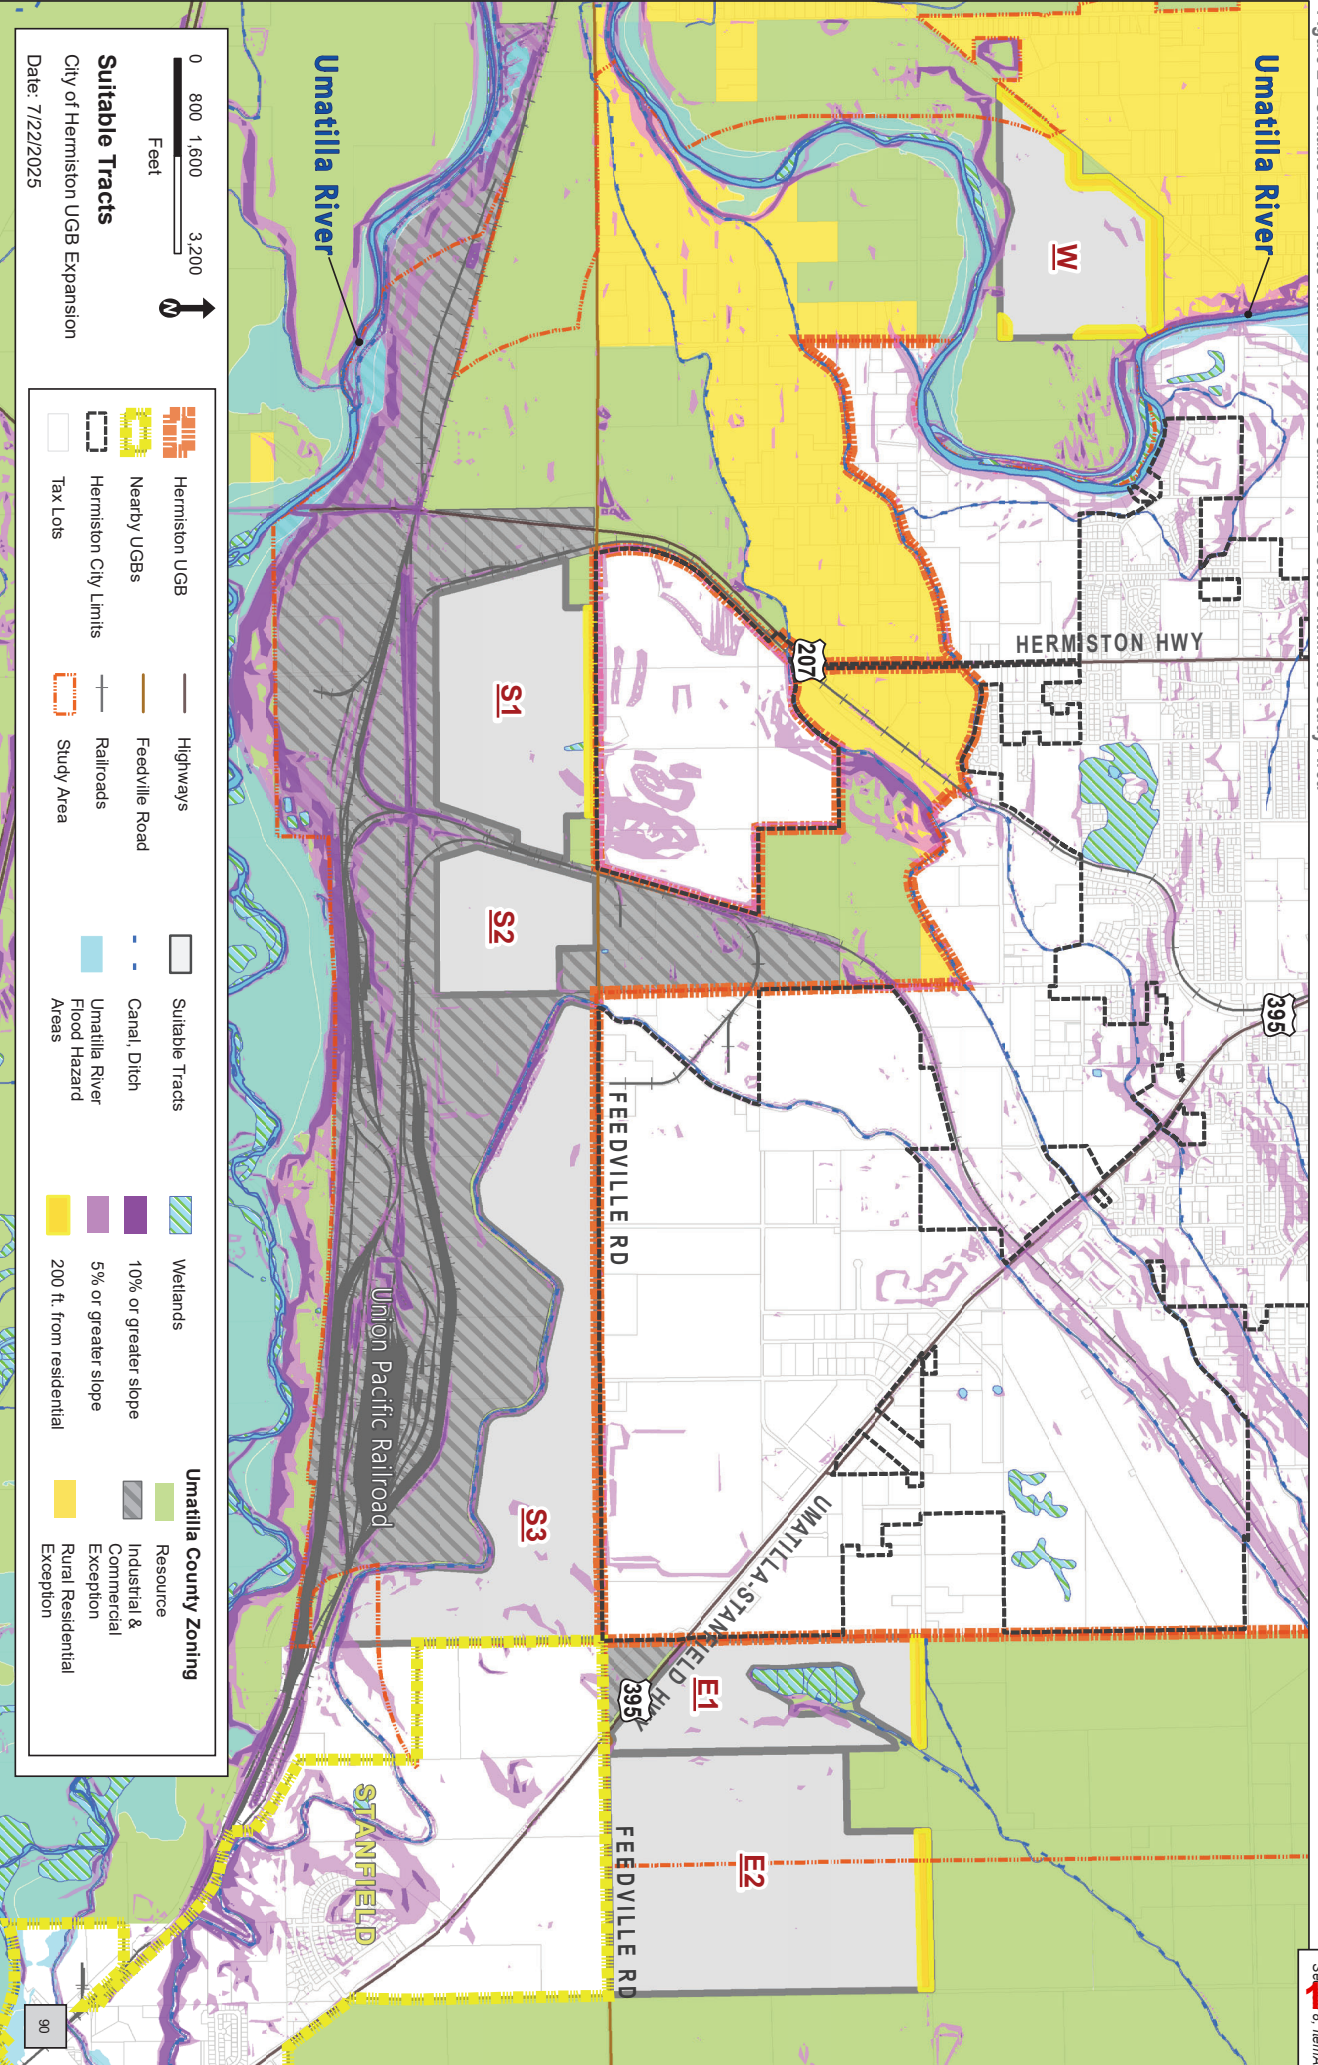 Umatilla River
Umatilla River
W
HERMISTON HWY
207
395
S1
S2
FEEDVILLE RD
S3
Union Pacific Railroad
UMATILLA-STANFIELD HWY
395
E1
E2
FEEDVILLE RD
STANFIELD
0 800 1,600 3,200
Feet
N
Suitable Tracts
City of Hermiston UGB Expansion
Date: 7/22/2025
Hermiston UGB
Nearby UGBs
Hermiston City Limits
Tax Lots
Highways
Feedville Road
Railroads
Study Area
Suitable Tracts
Canal, Ditch
Umatilla River
Flood Hazard
Areas
Wetlands
10% or greater slope
5% or greater slope
200 ft. from residential
Umatilla County Zoning
Resource
Industrial &
Commercial
Exception
Rural Residential
Exception
90